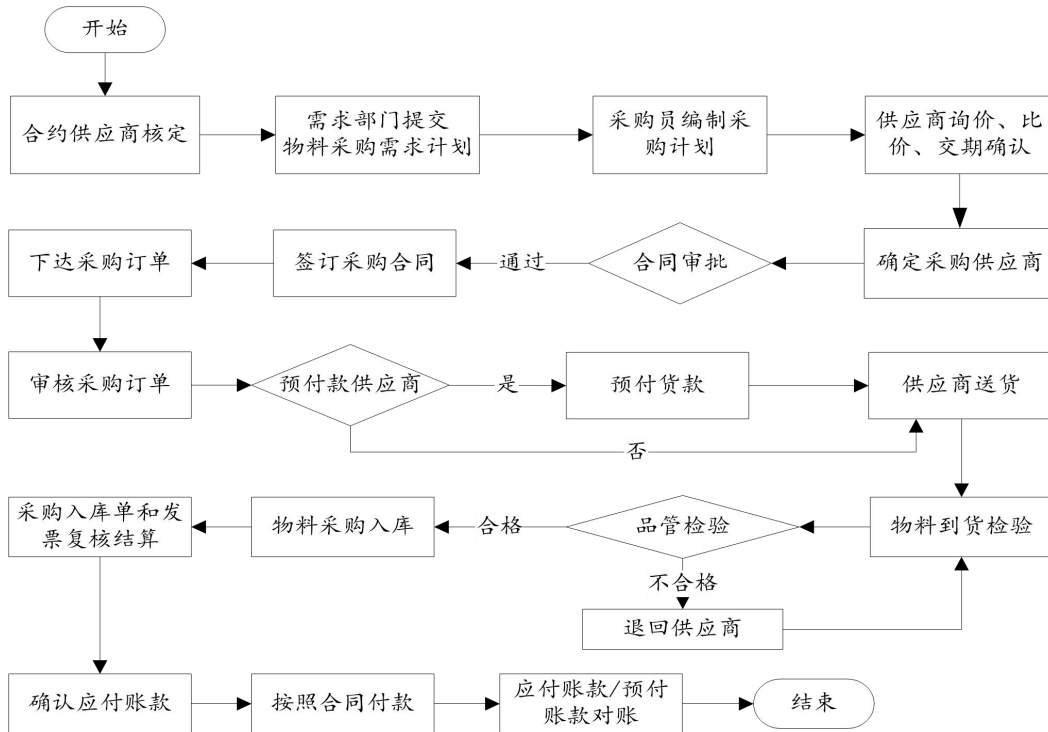 开始
合约供应商核定
需求部门提交
物料采购需求计划
采购员编制采
购计划
供应商询价、比
价、交期确认
下达采购订单
签订采购合同
通过
合同审批
确定采购供应商
审核采购订单
预付款供应商
是
预付货款
供应商送货
否
采购入库单和发
票复核结算
物料采购入库
合格
品管检验
物料到货检验
不合格
退回供应商
确认应付账款
按照合同付款
应付账款/预付
账款对账
结束